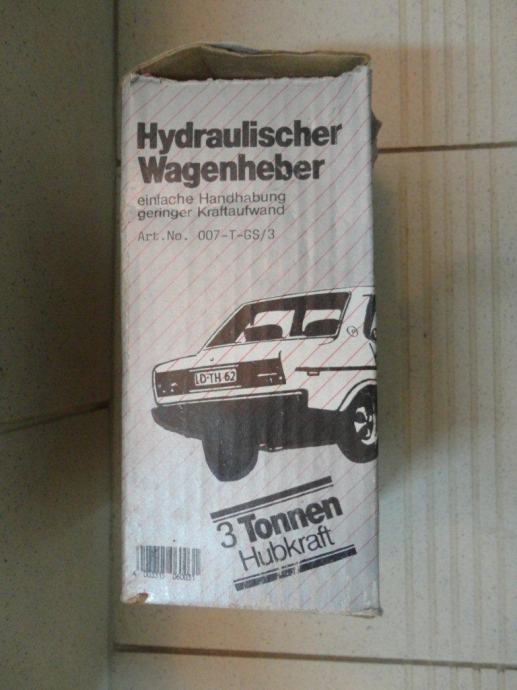 Hydraulischer
Wagenheber
einfache Handhabung
geringer Kraftaufwand
Art.No. 007-T-GS/3
LD·TH 62
3 Tonnen
Hubkraft